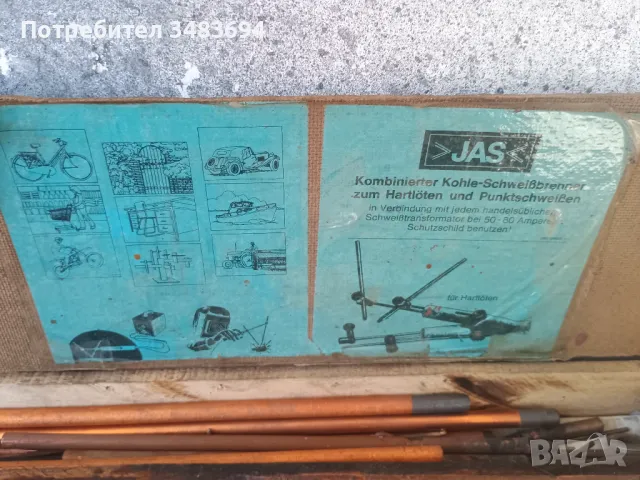 Потребител 3483694
>JAS<
Kombinierter Kohle-Schweißbrenner
zum Hartlöten und Punktschweißen
in Verbindung mit jedem handelsüblichen
Schweißtransformator bei 50-80 Ampere
Schutzschild benutzen!
für Hartlöten
BAZAR